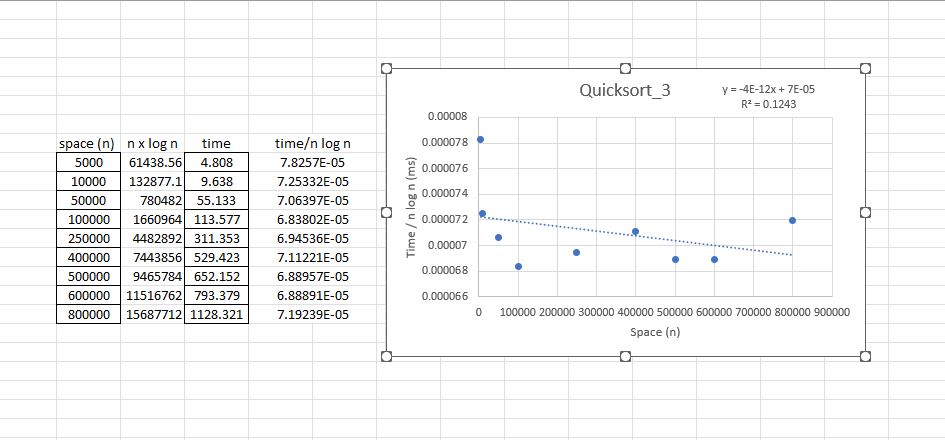 space (n) n x log n time time/n log n
5000 61438.56 4.808 7.8257E-05
10000 132877.1 9.638 7.25332E-05
50000 780482 55.133 7.06397E-05
100000 1660964 113.577 6.83802E-05
250000 4482892 311.353 6.94536E-05
400000 7443856 529.423 7.11221E-05
500000 9465784 652.152 6.88957E-05
600000 11516762 793.379 6.88891E-05
800000 15687712 1128.321 7.19239E-05
Quicksort_3
y = -4E-12x + 7E-05
R² = 0.1243
Time / n log n (ms)
0.00008
0.000078
0.000076
0.000074
0.000072
0.00007
0.000068
0.000066
0 100000 200000 300000 400000 500000 600000 700000 800000 900000
Space (n)